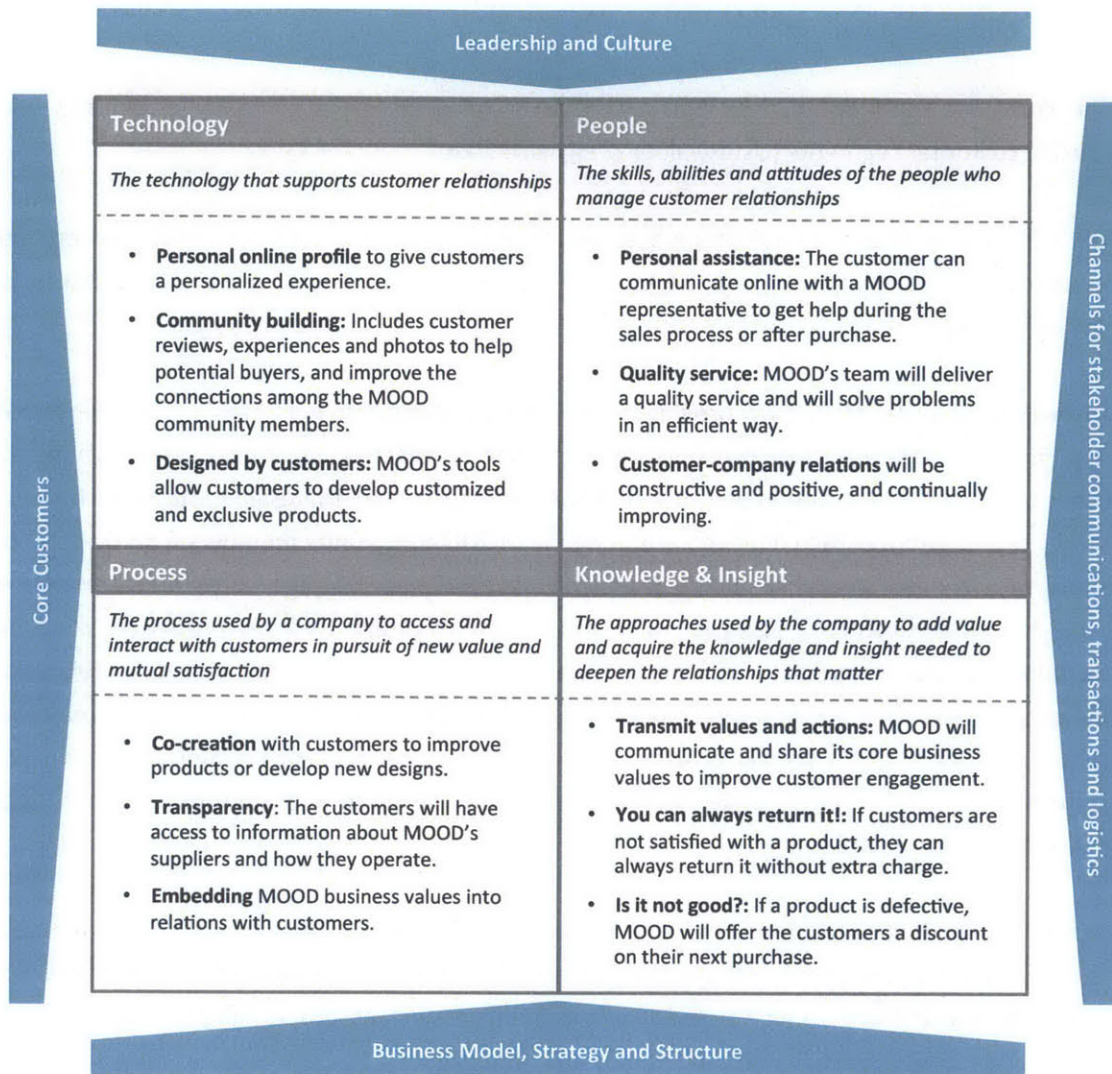 Leadership and Culture
Core Customers
Technology
The technology that supports customer relationships
• Personal online profile to give customers
a personalized experience.
• Community building: Includes customer
reviews, experiences and photos to help
potential buyers, and improve the
connections among the MOOD
community members.
• Designed by customers: MOOD's tools
allow customers to develop customized
and exclusive products.
People
The skills, abilities and attitudes of the people who
manage customer relationships
• Personal assistance: The customer can
communicate online with a MOOD
representative to get help during the
sales process or after purchase.
• Quality service: MOOD's team will deliver
a quality service and will solve problems
in an efficient way.
• Customer-company relations will be
constructive and positive, and continually
improving.
Process
The process used by a company to access and
interact with customers in pursuit of new value and
mutual satisfaction
• Co-creation with customers to improve
products or develop new designs.
• Transparency: The customers will have
access to information about MOOD's
suppliers and how they operate.
• Embedding MOOD business values into
relations with customers.
Knowledge & Insight
The approaches used by the company to add value
and acquire the knowledge and insight needed to
deepen the relationships that matter
• Transmit values and actions: MOOD will
communicate and share its core business
values to improve customer engagement.
• You can always return it!: If customers are
not satisfied with a product, they can
always return it without extra charge.
• Is it not good?: If a product is defective,
MOOD will offer the customers a discount
on their next purchase.
Channels for stakeholder communications, transactions and logistics
Business Model, Strategy and Structure